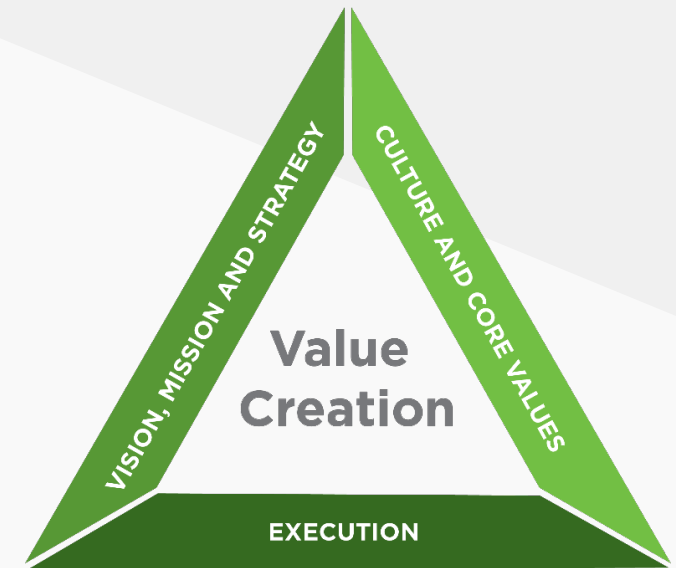 VISION, MISSION AND STRATEGY
CULTURE AND CORE VALUES
Value
Creation
EXECUTION